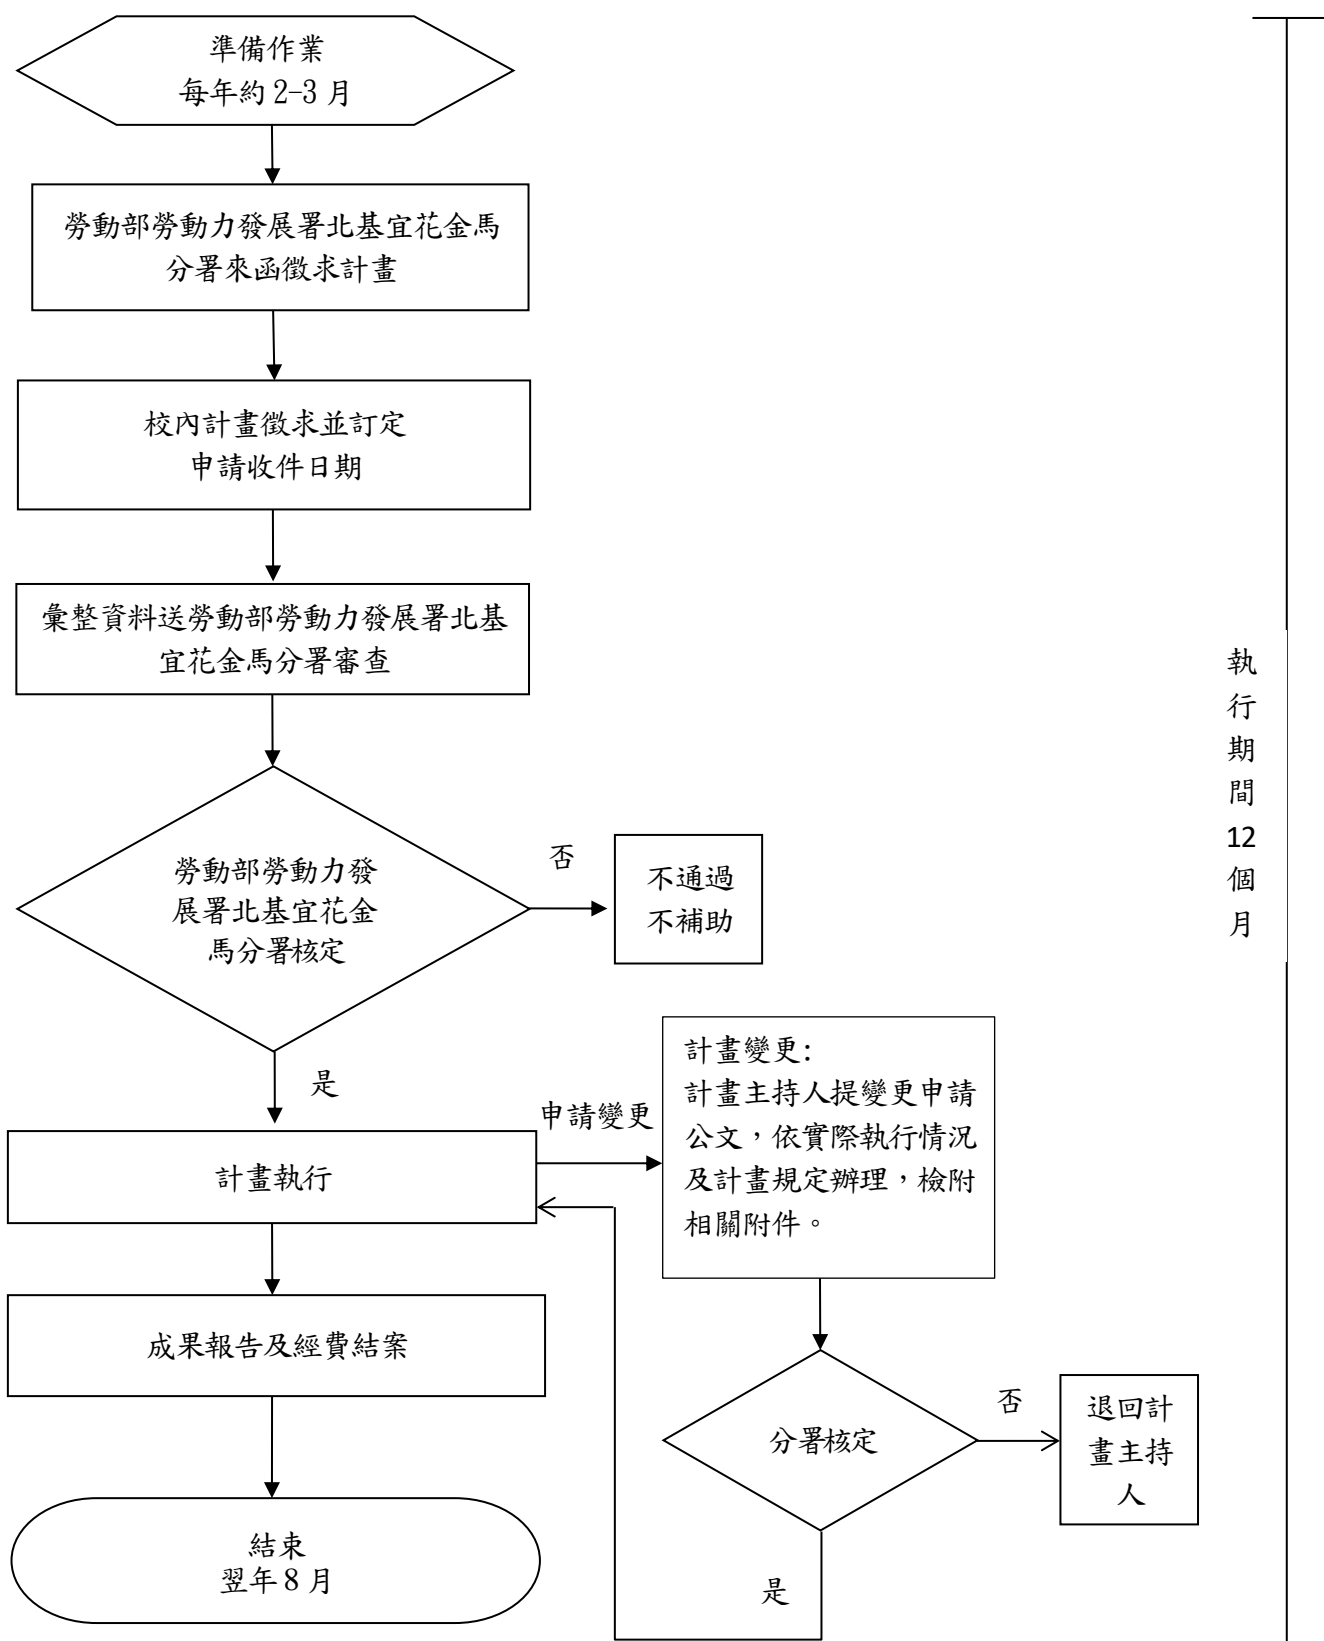 準備作業
每年約 2-3 月
勞動部勞動力發展署北基宜花金馬
分署來函徵求計畫
校內計畫徵求並訂定
申請收件日期
彙整資料送勞動部勞動力發展署北基
宜花金馬分署審查
勞動部勞動力發
展署北基宜花金
馬分署核定
否
不通過
不補助
是
計畫執行
申請變更
計畫變更:
計畫主持人提變更申請
公文，依實際執行情況
及計畫規定辦理，檢附
相關附件。
成果報告及經費結案
分署核定
否
退回計
畫主持
人
是
結束
翌年 8 月
執
行
期
間
12
個
月